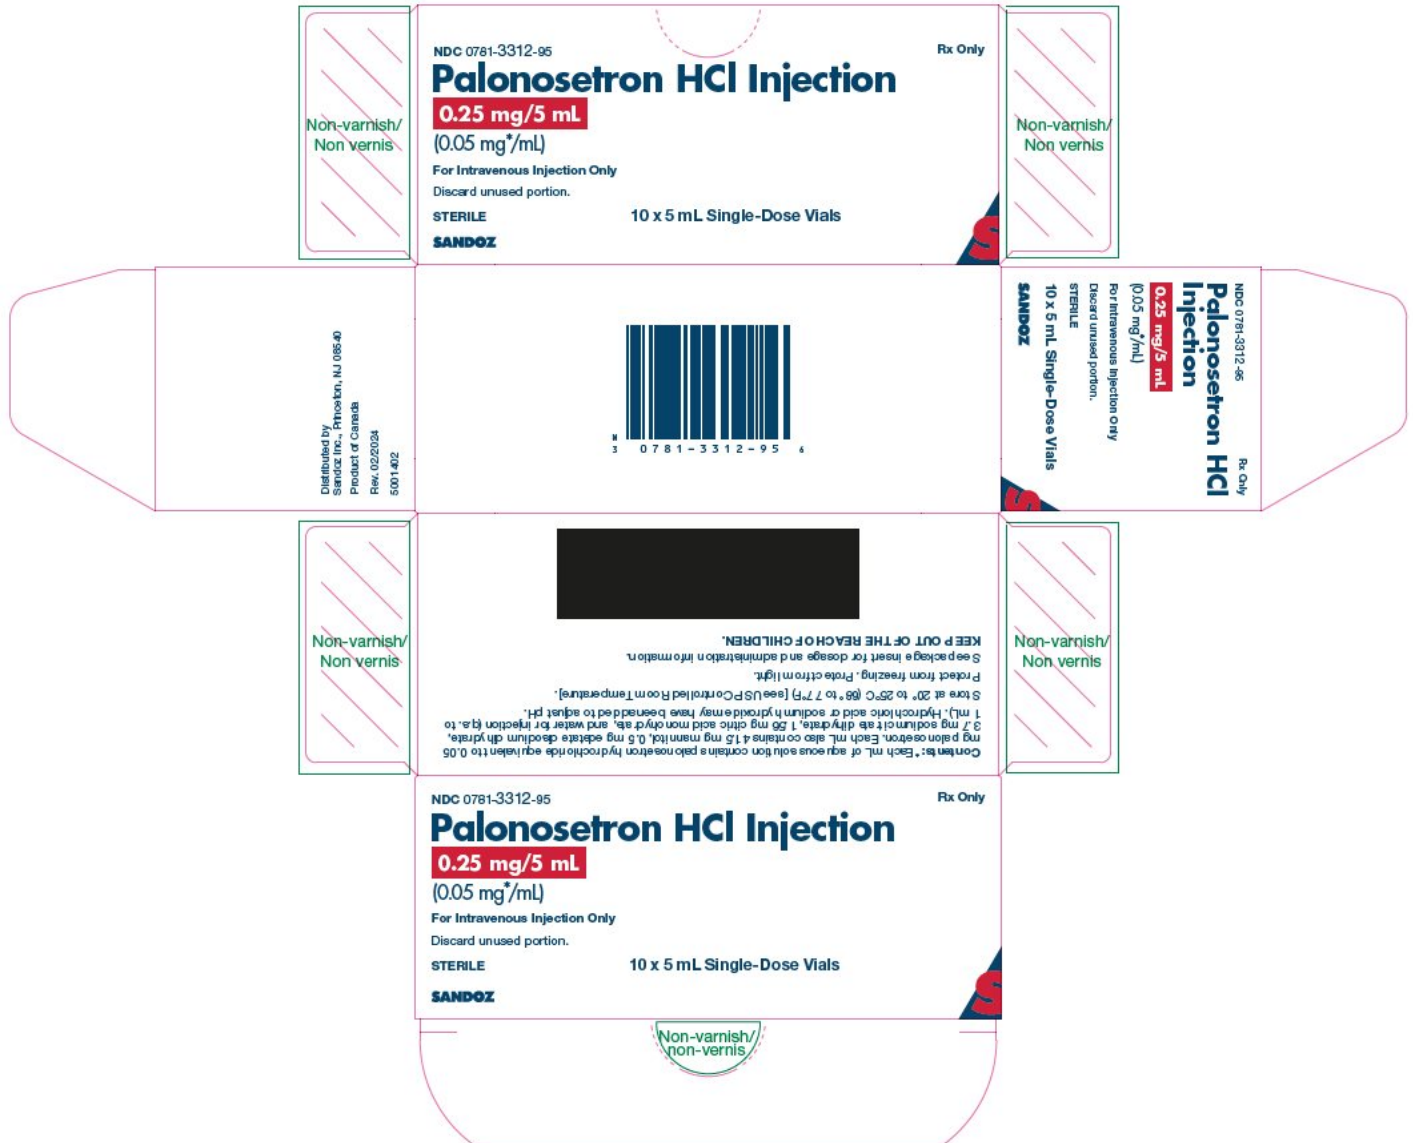 NDC 0781-3312-95
Rx Only
Palonosetron HCl Injection
0.25 mg/5 mL
(0.05 mg*/mL)
For Intravenous Injection Only
Discard unused portion.
STERILE
10 x 5 mL Single-Dose Vials
SANDOZ
S
Non-varnish/
Non vernis
Non-varnish/
Non vernis
Distributed by
Sandoz Inc., Princeton, NJ 08540
Product of Canada
Rev. 02/2024
5001402
N
3 0781-3312-95 6
NDC 0781-3312-95
Rx Only
Palonosetron HCl
Injection
0.25 mg/5 mL
(0.05 mg*/mL)
For Intravenous Injection Only
Discard unused portion.
STERILE
10 x 5 mL Single-Dose Vials
SANDOZ
S
Non-varnish/
Non vernis
Non-varnish/
Non vernis
Contents: *Each mL of aqueous solution contains palonosetron hydrochloride equivalent to 0.05
mg palonosetron. Each mL also contains 41.5 mg mannitol, 0.5 mg edetate disodium dihydrate,
3.7 mg sodium citrate dihydrate, 1.56 mg citric acid monohydrate, and water for injection (q.s. to
1 mL). Hydrochloric acid or sodium hydroxide may have been added to adjust pH.
Store at 20° to 25°C (68° to 77°F) [see USP Controlled Room Temperature].
Protect from freezing. Protect from light.
See package insert for dosage and administration information.
KEEP OUT OF THE REACH OF CHILDREN.
NDC 0781-3312-95
Rx Only
Palonosetron HCl Injection
0.25 mg/5 mL
(0.05 mg*/mL)
For Intravenous Injection Only
Discard unused portion.
STERILE
10 x 5 mL Single-Dose Vials
SANDOZ
S
Non-varnish/
non-vernis